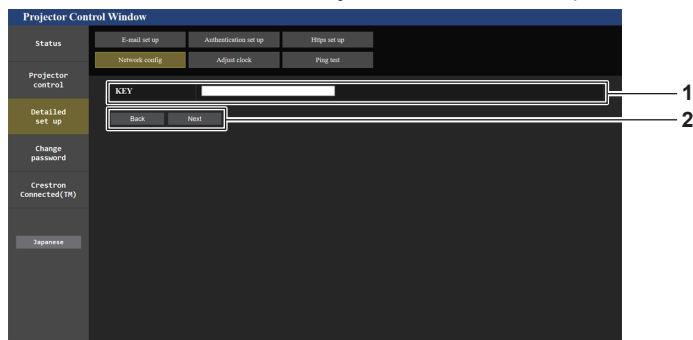 Projector Control Window
Status
E-mail set up
Authentication set up
Https set up
Network config
Adjust clock
Ping test
Projector
control
KEY
1
Back
Next
2
Detailed
set up
Change
password
Crestron
Connected(TM)
Japanese